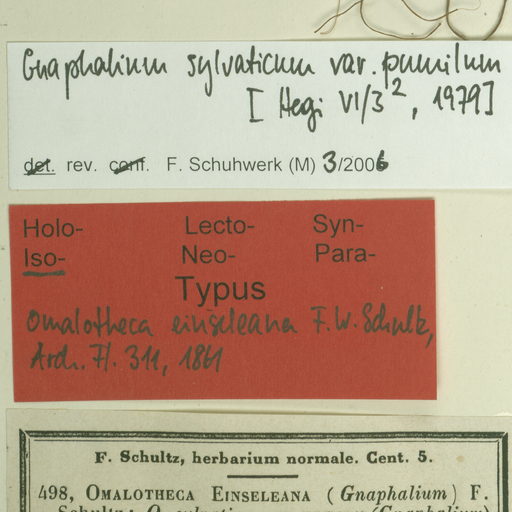 Gnaphalium sylvaticum var. pumilum
[ Hegi VI/3², 1979]
det. rev. conf. F. Schuhwerk (M) 3/2006
Holo- Lecto- Syn-
Iso- Neo- Para-
Typus
Omalotheca einseleana F.W. Schultz,
Arch. Fl. 311, 1861
F. Schultz, herbarium normale. Cent. 5.
498, OMALOTHECA EINSELEANA (Gnaphalium) F.